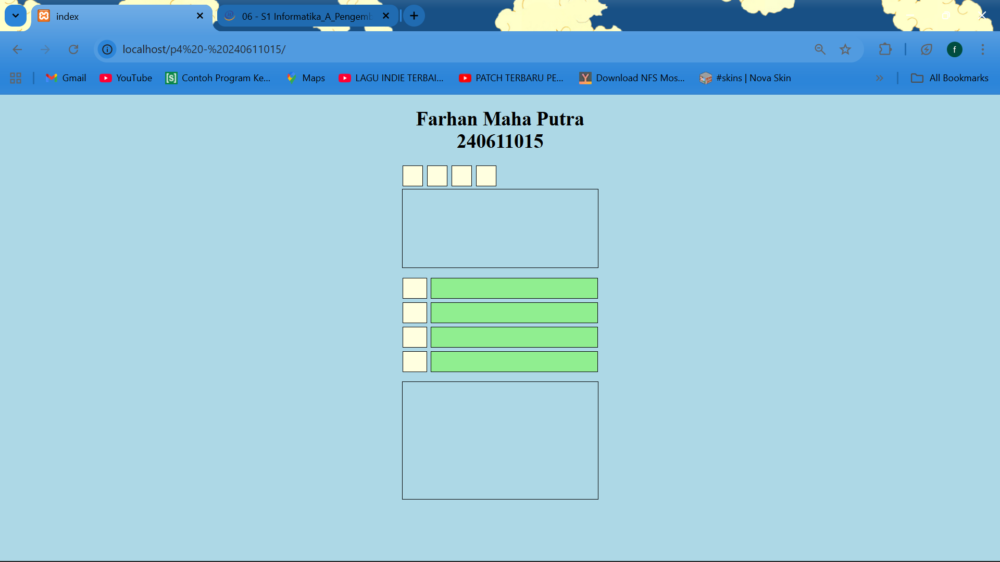 index
06 - S1 Informatika_A_Pengemb
localhost/p4%20-%20240611015/
f
Gmail
YouTube
Contoh Program Ke...
Maps
LAGU INDIE TERBAI...
PATCH TERBARU PE...
Download NFS Mos...
#skins | Nova Skin
All Bookmarks
Farhan Maha Putra
240611015